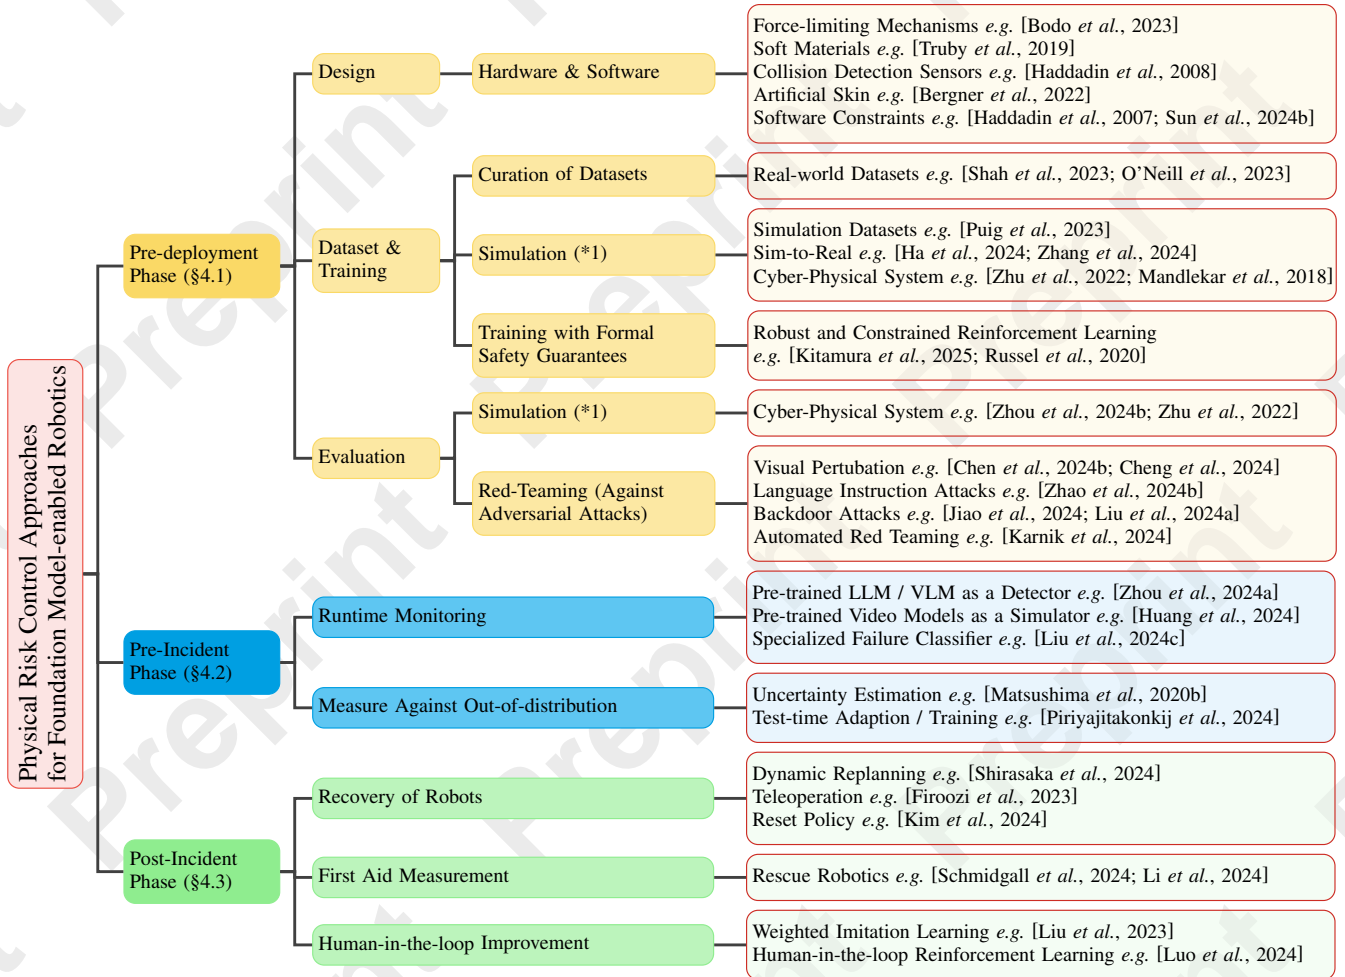 Physical Risk Control Approaches
for Foundation Model-enabled Robotics
Pre-deployment
Phase (§4.1)
Design
Hardware & Software
Force-limiting Mechanisms e.g. [Bodo et al., 2023]
Soft Materials e.g. [Truby et al., 2019]
Collision Detection Sensors e.g. [Haddadin et al., 2008]
Artificial Skin e.g. [Bergner et al., 2022]
Software Constraints e.g. [Haddadin et al., 2007; Sun et al., 2024b]
Dataset &
Training
Curation of Datasets
Real-world Datasets e.g. [Shah et al., 2023; O'Neill et al., 2023]
Simulation (*1)
Simulation Datasets e.g. [Puig et al., 2023]
Sim-to-Real e.g. [Ha et al., 2024; Zhang et al., 2024]
Cyber-Physical System e.g. [Zhu et al., 2022; Mandlekar et al., 2018]
Training with Formal
Safety Guarantees
Robust and Constrained Reinforcement Learning
e.g. [Kitamura et al., 2025; Russel et al., 2020]
Evaluation
Simulation (*1)
Cyber-Physical System e.g. [Zhou et al., 2024b; Zhu et al., 2022]
Red-Teaming (Against
Adversarial Attacks)
Visual Pertubation e.g. [Chen et al., 2024b; Cheng et al., 2024]
Language Instruction Attacks e.g. [Zhao et al., 2024b]
Backdoor Attacks e.g. [Jiao et al., 2024; Liu et al., 2024a]
Automated Red Teaming e.g. [Karnik et al., 2024]
Pre-Incident
Phase (§4.2)
Runtime Monitoring
Pre-trained LLM / VLM as a Detector e.g. [Zhou et al., 2024a]
Pre-trained Video Models as a Simulator e.g. [Huang et al., 2024]
Specialized Failure Classifier e.g. [Liu et al., 2024c]
Measure Against Out-of-distribution
Uncertainty Estimation e.g. [Matsushima et al., 2020b]
Test-time Adaption / Training e.g. [Piriyajitakonkij et al., 2024]
Post-Incident
Phase (§4.3)
Recovery of Robots
Dynamic Replanning e.g. [Shirasaka et al., 2024]
Teleoperation e.g. [Firoozi et al., 2023]
Reset Policy e.g. [Kim et al., 2024]
First Aid Measurement
Rescue Robotics e.g. [Schmidgall et al., 2024; Li et al., 2024]
Human-in-the-loop Improvement
Weighted Imitation Learning e.g. [Liu et al., 2023]
Human-in-the-loop Reinforcement Learning e.g. [Luo et al., 2024]
Preprint
Preprint
Preprint
Preprint
Preprint
Preprint